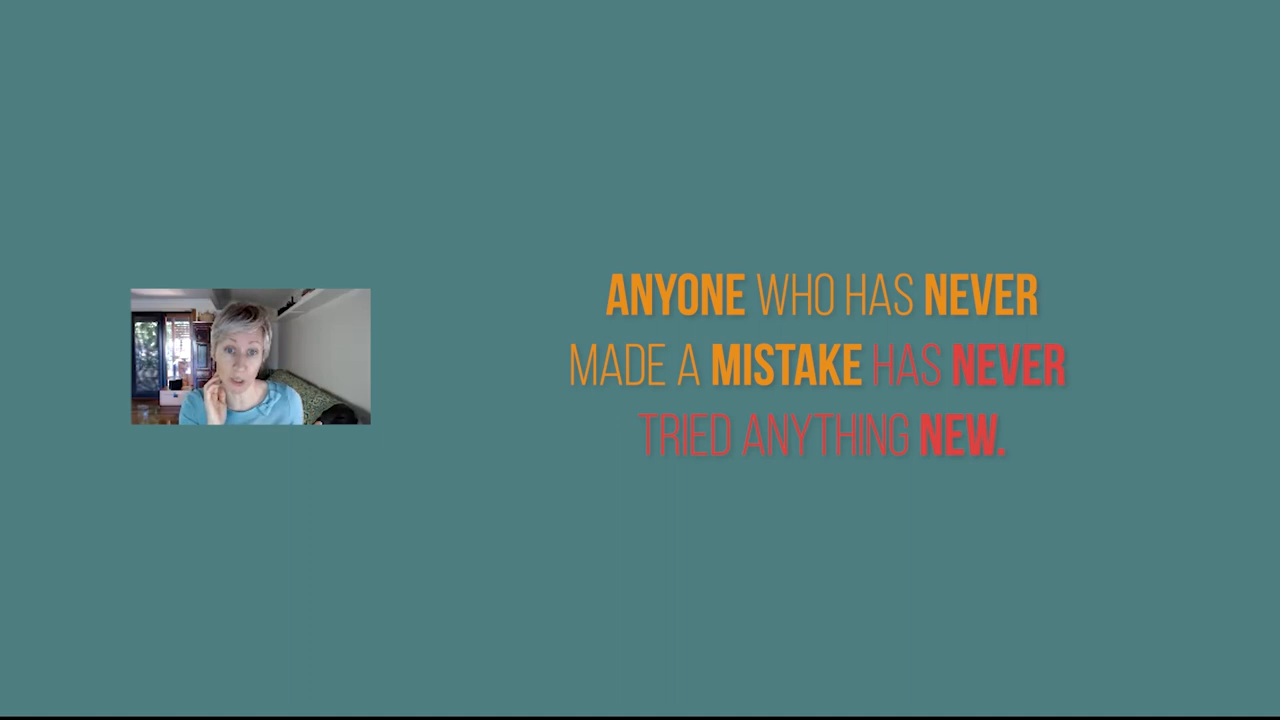 ANYONE WHO HAS NEVER
MADE A MISTAKE HAS NEVER
TRIED ANYTHING NEW.